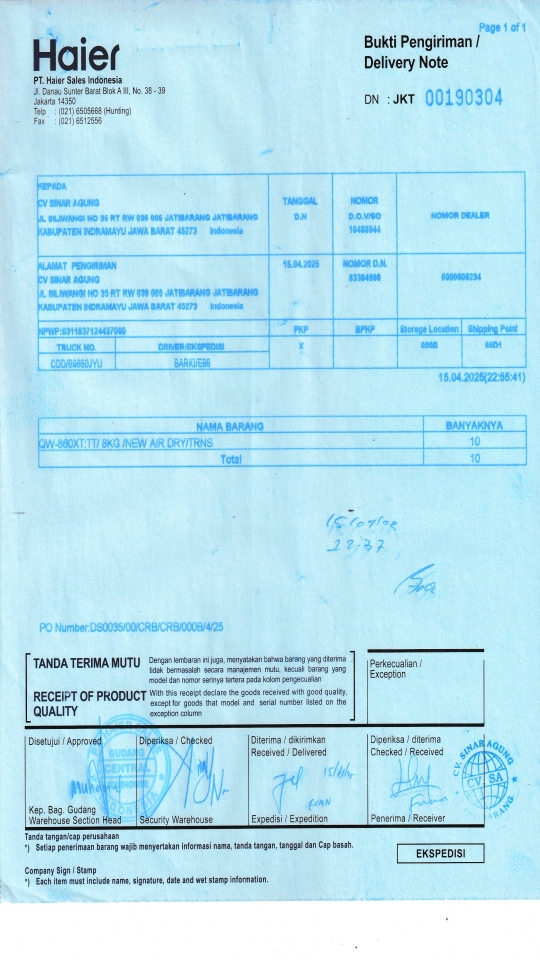 Page 1 of 1
Haier
Bukti Pengiriman /
Delivery Note
PT. Haier Sales Indonesia
Jl. Danau Sunter Barat Blok A III, No. 38 - 39
Jakarta 14350
Telp : (021) 6505668 (Hunting)
Fax : (021) 6512556
DN : JKT 00190304
KEPADA
CV SINAR AGUNG
JL SILIWANGI NO 35 RT RW 030 005 JATIBARANG JATIBARANG
KABUPATEN INDRAMAYU JAWA BARAT 45273 Indonesia
TANGGAL
D.N
NOMOR
D.O.V/SO
NOMOR DEALER
ALAMAT PENGIRIMAN
CV SINAR AGUNG
JL SILIWANGI NO 35 RT RW 030 005 JATIBARANG JATIBARANG
KABUPATEN INDRAMAYU JAWA BARAT 45273 Indonesia
15.04.2025
NOMOR D.N.
PKP BPKP Storege Location Shipping Point
TRUCK NO. DRIVER/EKSPEDISI X
15.04.2025(22:55:41)
NAMA BARANG BANYAKNYA
QW-860XT:TT/ 8KG /NEW AIR DRY/TRNS 10
Total 10
22:37
PO Number:DS0035/00/CRB/CRB/000B/4/25
TANDA TERIMA MUTU
Dengan lembaran ini juga, menyatakan bahwa barang yang diterima
tidak bermasalah secara manajemen mutu, kecuali barang yang
model dan nomor serinya tertera pada kolom pengecualian
RECEIPT OF PRODUCT
QUALITY
With this receipt declare the goods received with good quality,
except for goods that model and serial number listed on the
exception column
Perkecualian /
Exception
Disetujui / Approved
Diperiksa / Checked
Diterima / dikirimkan
Received / Delivered
Diperiksa / diterima
Checked / Received
GUDANG
CENTRAL
CV. SINAR AGUNG
CV. SA
Kep. Bag. Gudang
Warehouse Section Head
Security Warehouse
Expedisi / Expedition
Penerima / Receiver
Tanda tangan/cap perusahaan
*) Setiap penerimaan barang wajib menyertakan informasi nama, tanda tangan, tanggal dan Cap basah.
EKSPEDISI
Company Sign / Stamp
*) Each item must include name, signature, date and wet stamp information.